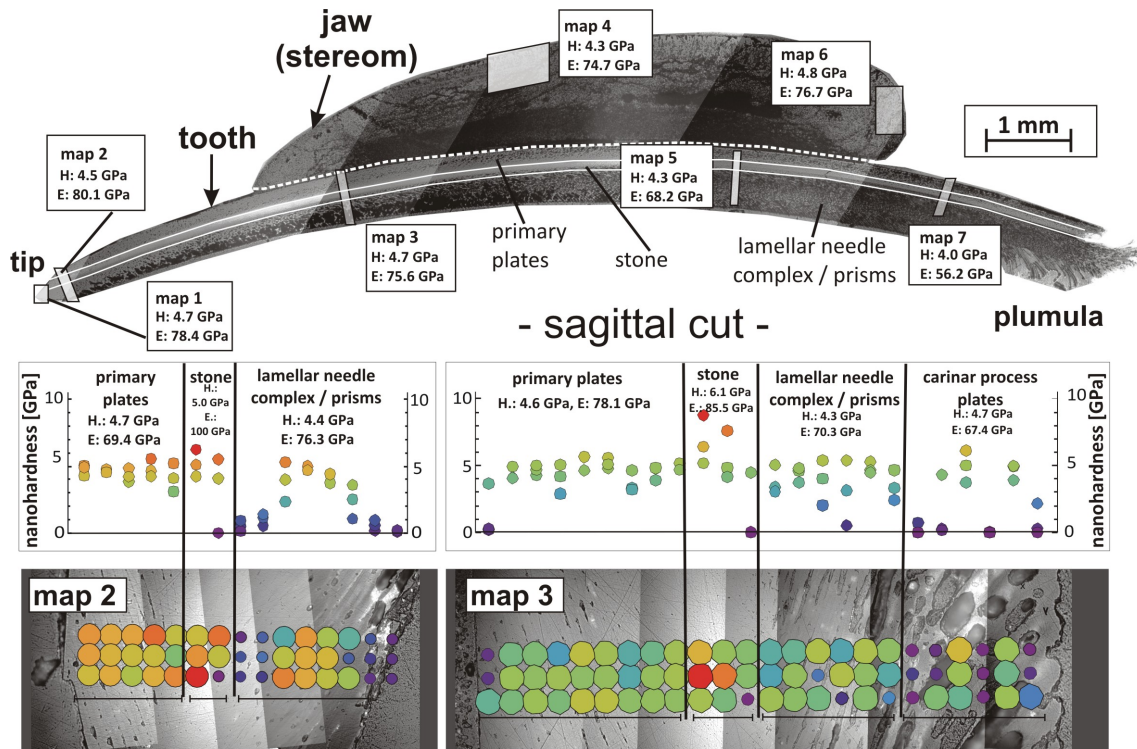 jaw
(stereom)
map 4
H: 4.3 GPa
E: 74.7 GPa
map 6
H: 4.8 GPa
E: 76.7 GPa
1 mm
tooth
map 2
H: 4.5 GPa
E: 80.1 GPa
map 5
H: 4.3 GPa
E: 68.2 GPa
tip
map 3
H: 4.7 GPa
E: 75.6 GPa
primary
plates
stone
lamellar needle
complex / prisms
map 7
H: 4.0 GPa
E: 56.2 GPa
map 1
H: 4.7 GPa
E: 78.4 GPa
plumula
- sagittal cut -
nanohardness [GPa]
10
5
0
primary
plates
H.: 4.7 GPa
E: 69.4 GPa
stone
H.:
5.0 GPa
E.:
100 GPa
lamellar needle
complex / prisms
H.: 4.4 GPa
E: 76.3 GPa
10
5
0
10
5
0
primary plates
H.: 4.6 GPa, E: 78.1 GPa
stone
H.: 6.1 GPa
E.: 85.5 GPa
lamellar needle
complex / prisms
H.: 4.3 GPa
E: 70.3 GPa
carinar process
plates
H.: 4.7 GPa
E: 67.4 GPa
10
5
0
nanohardness [GPa]
map 2
map 3